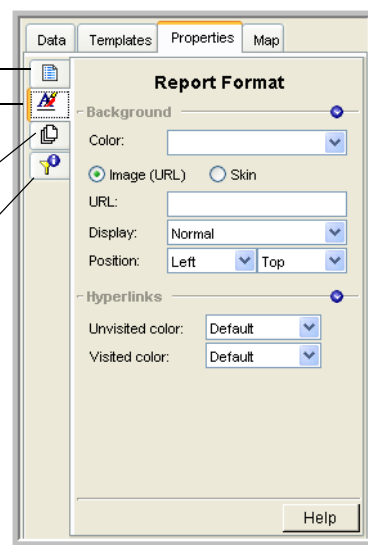 Data Templates Properties Map
Report Format
Background
Color:
Image (URL) Skin
URL:
Display: Normal
Position: Left Top
Hyperlinks
Unvisited color: Default
Visited color: Default
Help